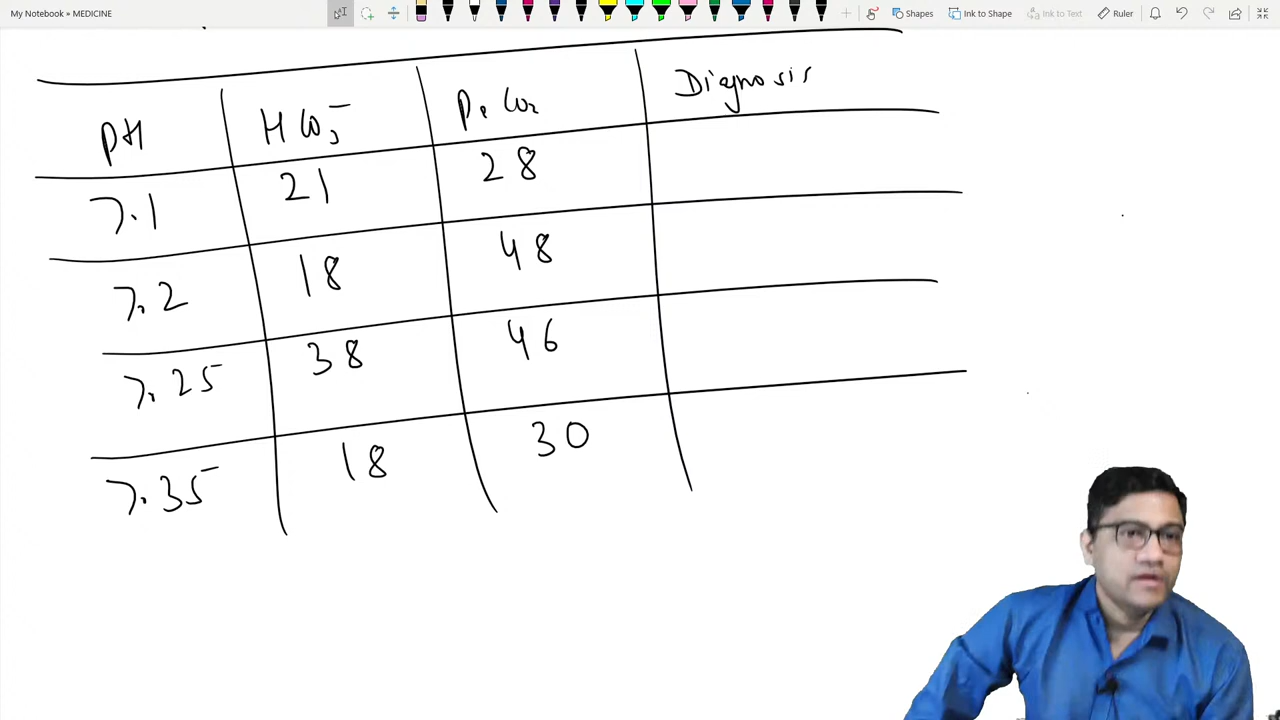 My Notebook » MEDICINE
Shapes Ink to Shape Ink to Text Ruler
pH HCO3- PaCO2 Diagnosis
7.1 21 28
7.2 18 48
7.25 38 46
7.35 18 30